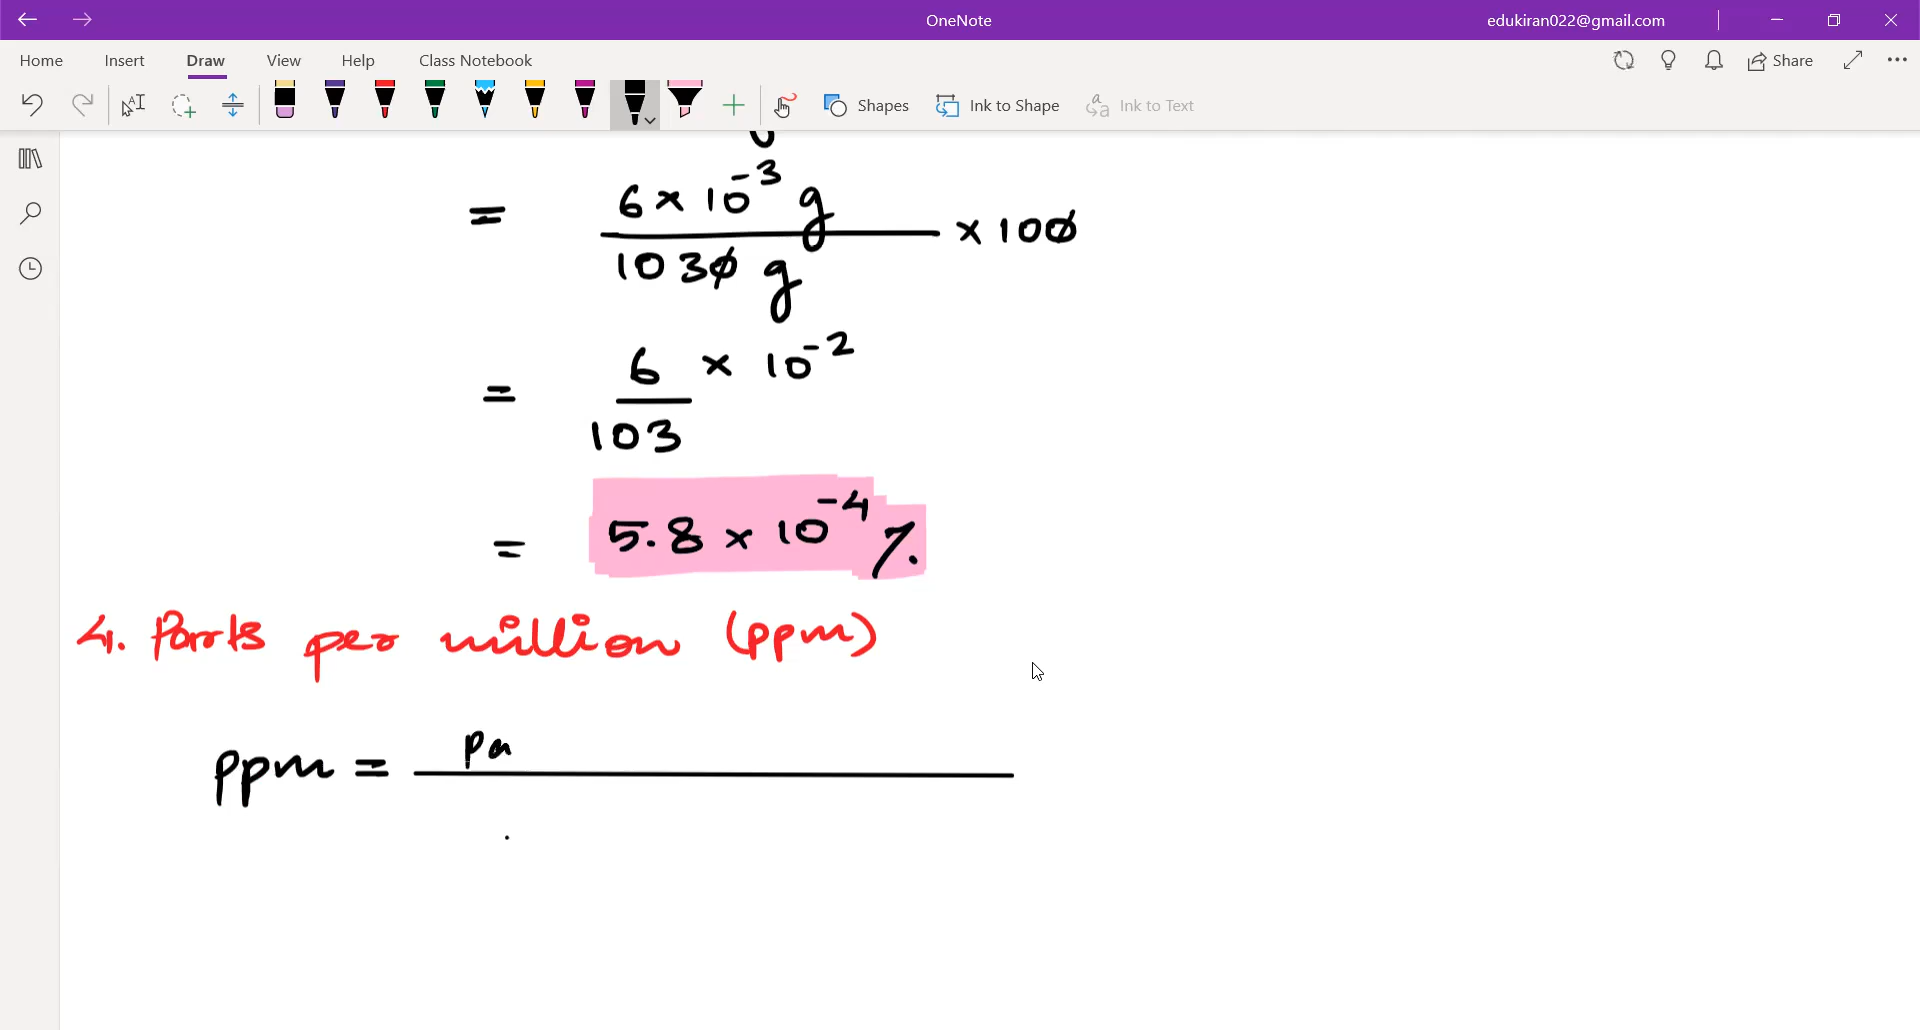 OneNote
edukiran022@gmail.com
Home Insert Draw View Help Class Notebook
Share
Shapes Ink to Shape Ink to Text
= 6 × 10⁻³ g
1030 g × 100
= 6 × 10⁻²
103
= 5.8 × 10⁻⁴ %
4. Parts per million (ppm)
ppm = pa